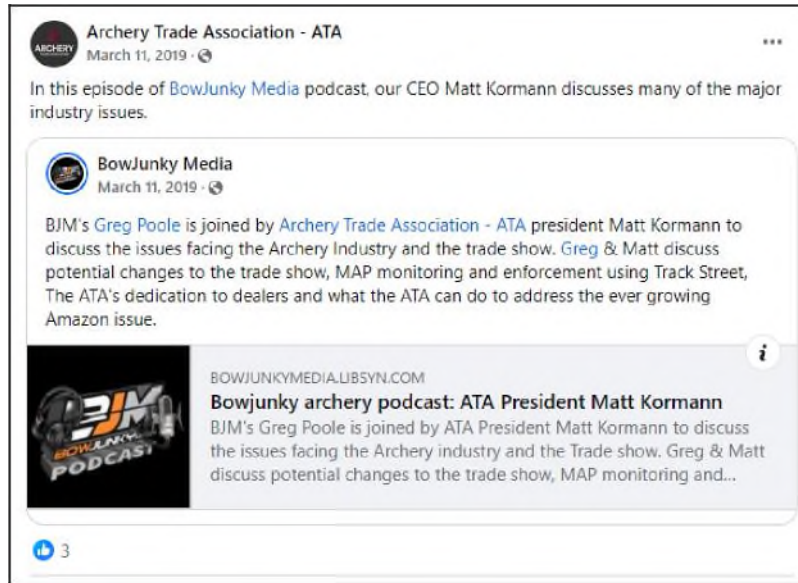 Archery Trade Association - ATA
ARCHERY
March 11, 2019 ·
In this episode of BowJunky Media podcast, our CEO Matt Kormann discusses many of the major
industry issues.
BowJunky Media
March 11, 2019 ·
BJM's Greg Poole is joined by Archery Trade Association - ATA president Matt Kormann to
discuss the issues facing the Archery Industry and the trade show. Greg & Matt discuss
potential changes to the trade show, MAP monitoring and enforcement using Track Street,
The ATA's dedication to dealers and what the ATA can do to address the ever growing
Amazon issue.
BJM
BOWJUNKY
PODCAST
BOWJUNKYMEDIA.LIBSYN.COM
Bowjunky archery podcast: ATA President Matt Kormann
BJM's Greg Poole is joined by ATA President Matt Kormann to discuss
the issues facing the Archery industry and the Trade show. Greg & Matt
discuss potential changes to the trade show, MAP monitoring and...
3